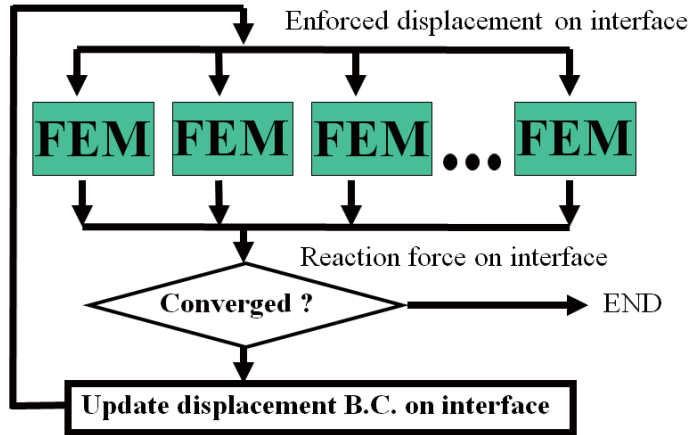 Enforced displacement on interface
FEM FEM FEM ●●● FEM
Reaction force on interface
Converged ?
END
Update displacement B.C. on interface